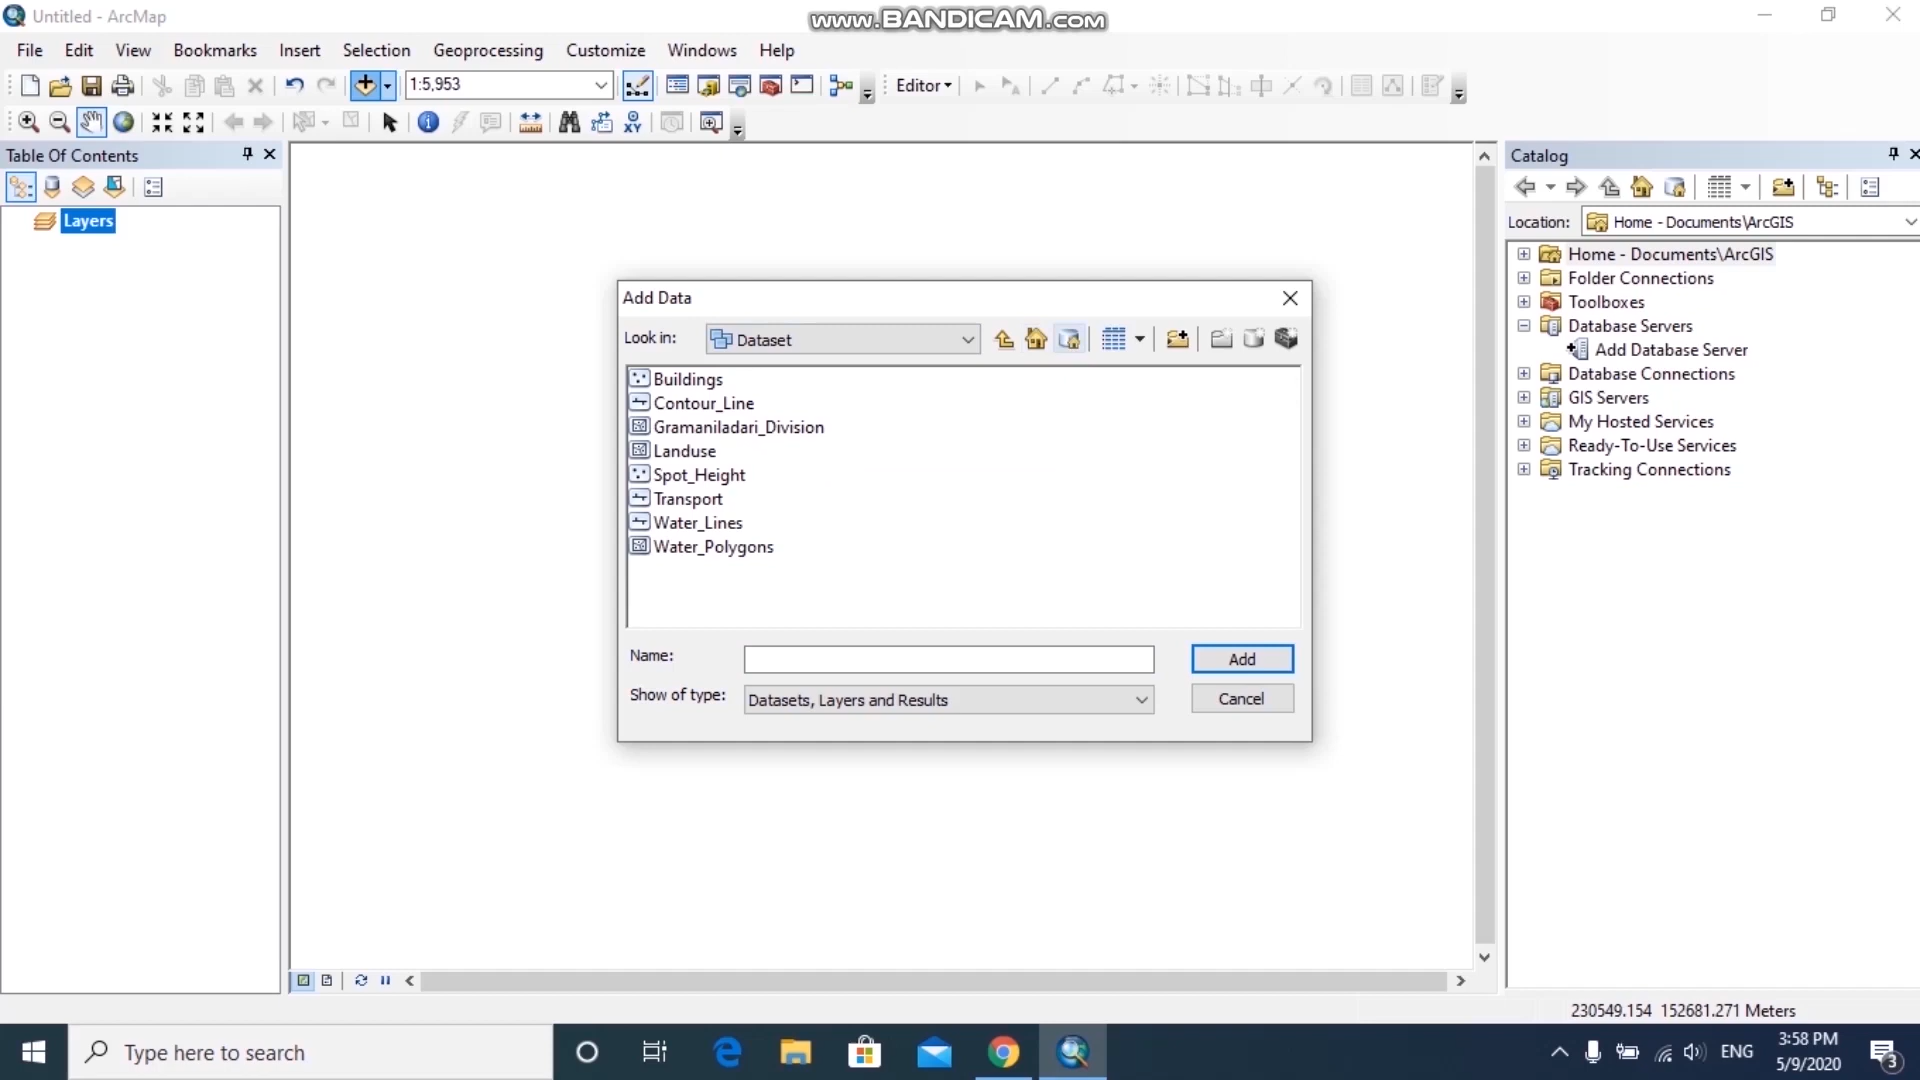 Untitled - ArcMap
www.BANDICAM.com
File Edit View Bookmarks Insert Selection Geoprocessing Customize Windows Help
1:5,953
Editor
Table Of Contents
Layers
Add Data
Look in: Dataset
Buildings
Contour_Line
Gramaniladari_Division
Landuse
Spot_Height
Transport
Water_Lines
Water_Polygons
Name:
Add
Show of type: Datasets, Layers and Results
Cancel
Catalog
Location: Home - Documents\ArcGIS
Home - Documents\ArcGIS
Folder Connections
Toolboxes
Database Servers
Add Database Server
Database Connections
GIS Servers
My Hosted Services
Ready-To-Use Services
Tracking Connections
230549.154 152681.271 Meters
Type here to search
ENG
3:58 PM
5/9/2020
3